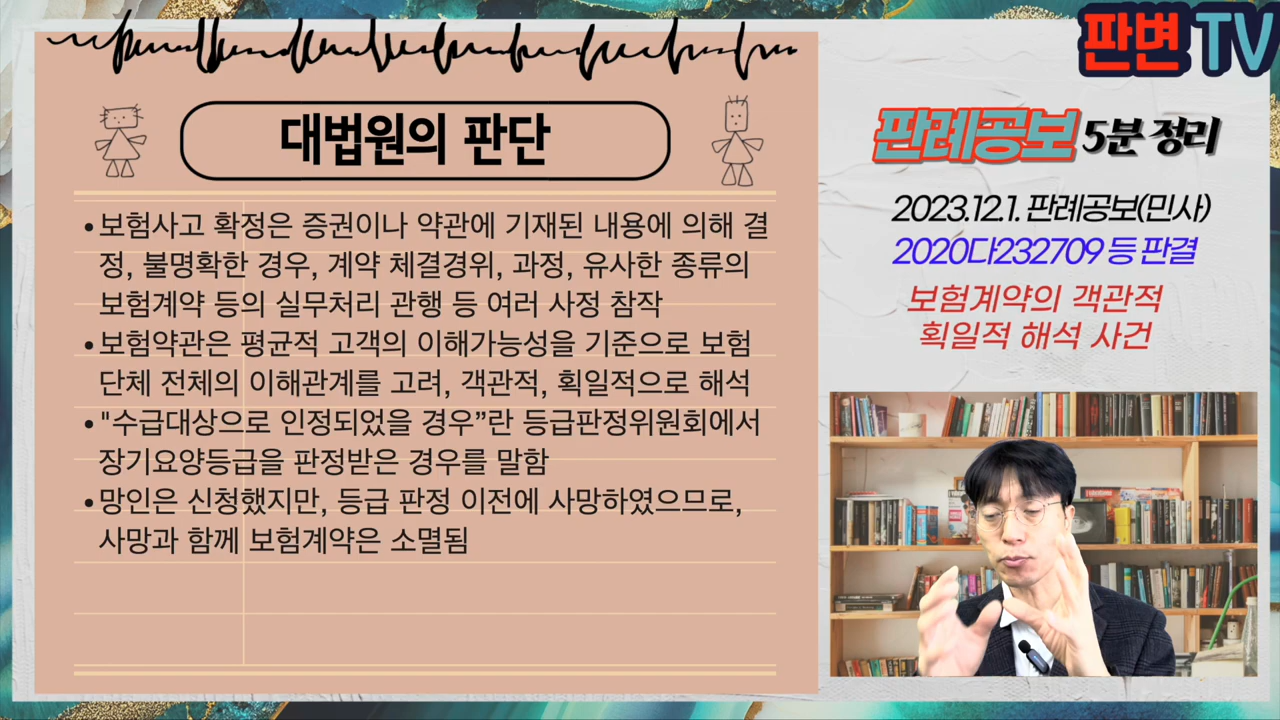 판변 TV
대법원의 판단
•보험사고 확정은 증권이나 약관에 기재된 내용에 의해 결
정, 불명확한 경우, 계약 체결경위, 과정, 유사한 종류의
보험계약 등의 실무처리 관행 등 여러 사정 참작
•보험약관은 평균적 고객의 이해가능성을 기준으로 보험
단체 전체의 이해관계를 고려, 객관적, 획일적으로 해석
•"수급대상으로 인정되었을 경우”란 등급판정위원회에서
장기요양등급을 판정받은 경우를 말함
•망인은 신청했지만, 등급 판정 이전에 사망하였으므로,
사망과 함께 보험계약은 소멸됨
판례공보 5분 정리
2023.12.1. 판례공보(민사)
2020다232709 등 판결
보험계약의 객관적
획일적 해석 사건